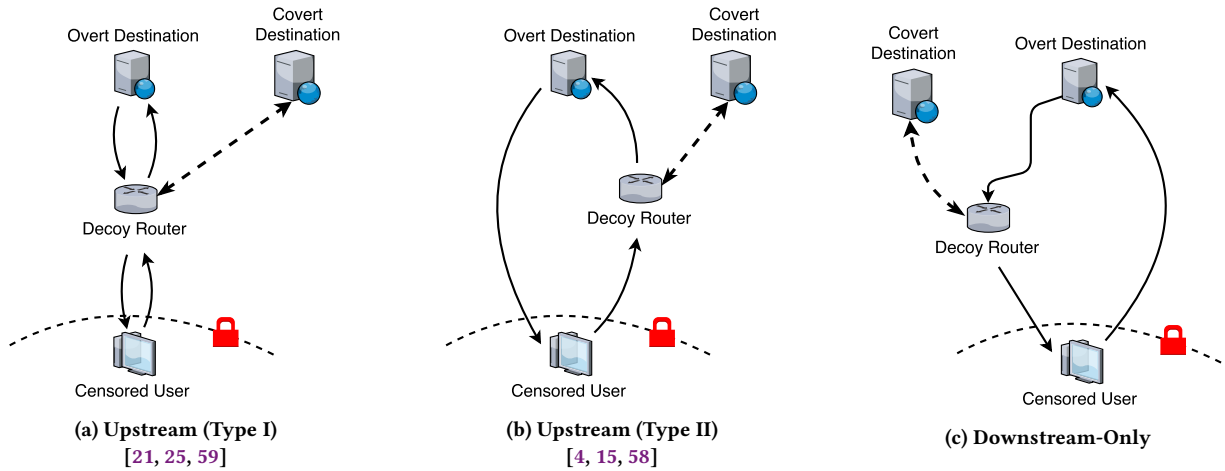 Overt Destination
Covert
Destination
Decoy Router
Censored User
(a) Upstream (Type I)
[21, 25, 59]
Overt Destination
Covert
Destination
Decoy Router
Censored User
(b) Upstream (Type II)
[4, 15, 58]
Covert
Destination
Overt Destination
Decoy Router
Censored User
(c) Downstream-Only